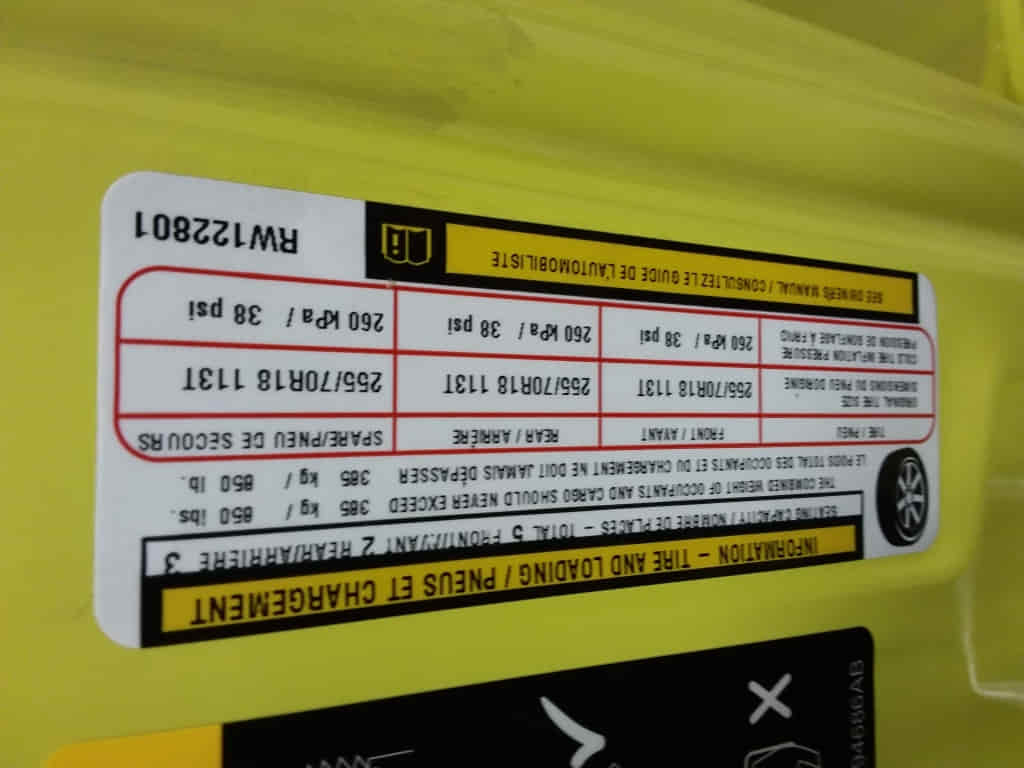 INFORMATION – TIRE AND LOADING / PNEUS ET CHARGEMENT
SEATING CAPACITY / NOMBRE DE PLACES – TOTAL 5 FRONT/AVANT 2 REAR/ARRIÈRE 3
THE COMBINED WEIGHT OF OCCUPANTS AND CARGO SHOULD NEVER EXCEED 385 kg / 850 lbs.
LE POIDS TOTAL DES OCCUPANTS ET DU CHARGEMENT NE DOIT JAMAIS DÉPASSER 385 kg / 850 lb.
TIRE / PNEU FRONT / AVANT REAR / ARRIÈRE SPARE/PNEU DE SECOURS
ORIGINAL TIRE SIZE
DIMENSIONS DU PNEU D'ORGINE 255/70R18 113T 255/70R18 113T 255/70R18 113T
COLD TIRE INFLATION PRESSURE
PRESSION DE GONFLAGE À FROID 260 kPa / 38 psi 260 kPa / 38 psi 260 kPa / 38 psi
SEE OWNER'S MANUAL / CONSULTEZ LE GUIDE DE L'AUTOMOBILISTE
RW122801
94686AB